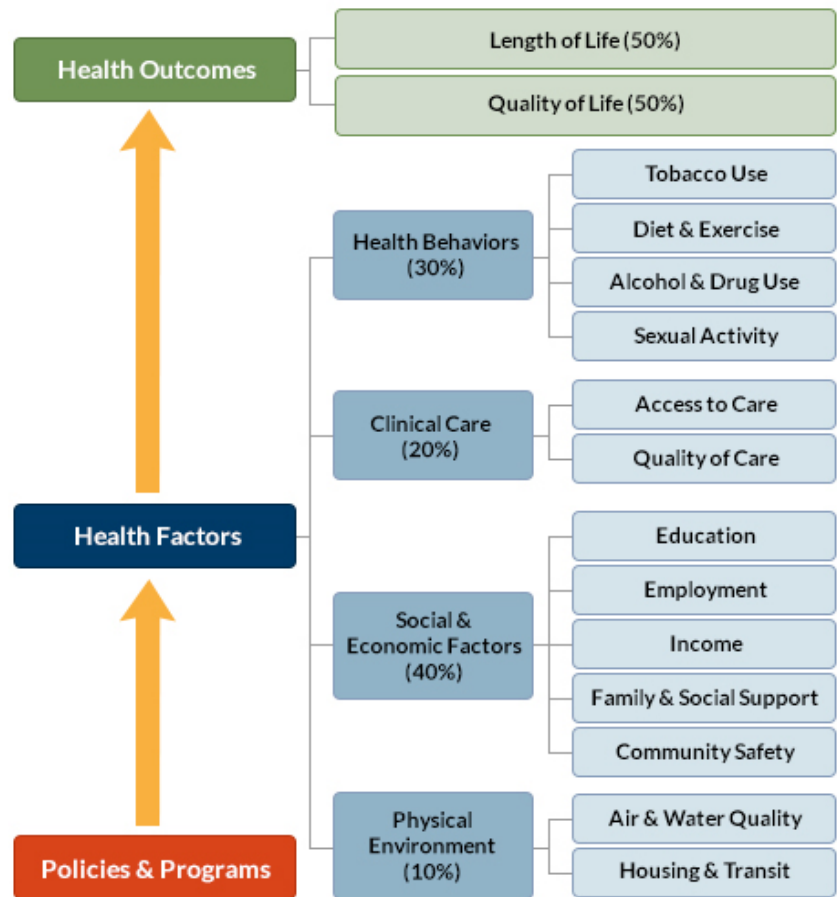 Health Outcomes
Length of Life (50%)
Quality of Life (50%)
Health Behaviors
(30%)
Tobacco Use
Diet & Exercise
Alcohol & Drug Use
Sexual Activity
Clinical Care
(20%)
Access to Care
Quality of Care
Health Factors
Social &
Economic Factors
(40%)
Education
Employment
Income
Family & Social Support
Community Safety
Physical
Environment
(10%)
Air & Water Quality
Housing & Transit
Policies & Programs